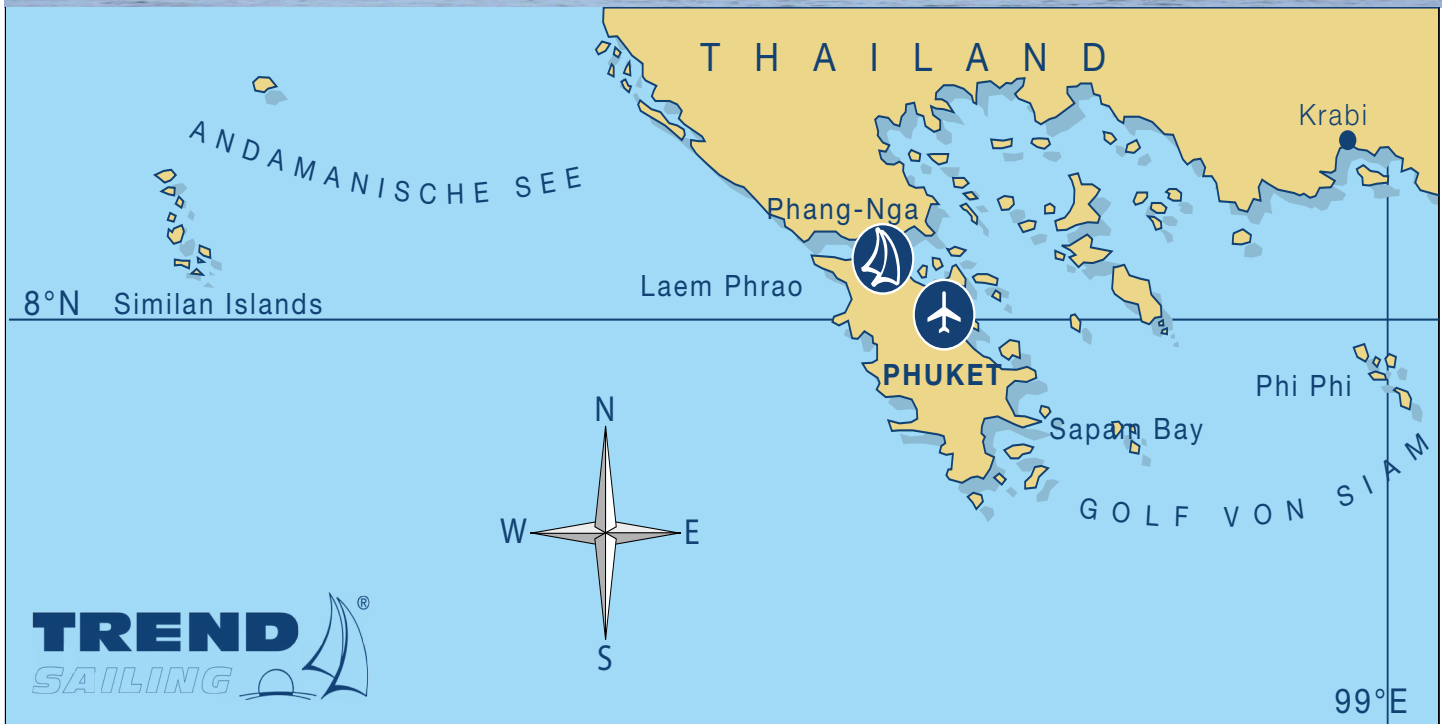 THAILAND
Krabi
ANDAMANISCHE SEE
Phang-Nga
Laem Phrao
8°N
Similan Islands
PHUKET
Phi Phi
Sapam Bay
GOLF VON SIAM
N
W
E
S
TREND
SAILING
®
99°E